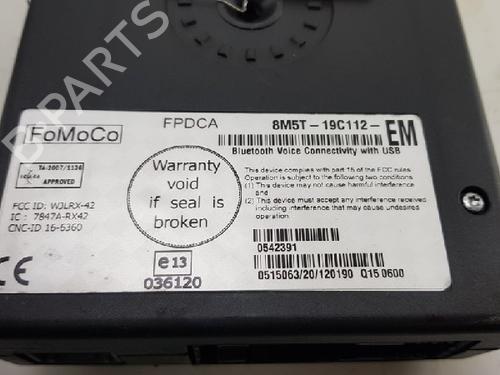 B-PARTS
FoMoCo
FPDCA
8M5T-19C112-
EM
Bluetooth Voice Connectivity with USB
TA-2007/1136
APPROVED
Warranty
void
if seal is
broken
This device complies with part 15 of the FCC rules
Operation is subject to the following two conditions
(1) This device may not cause harmful interference
and
(2) This device must accept any interference
including interference that may cause undesired
operation.
FCC ID: WJLRX-42
IC : 7847A-RX42
CNC-ID 16-5360
CE
e13
036120
0542391
0515063/20/120190 Q15 0600